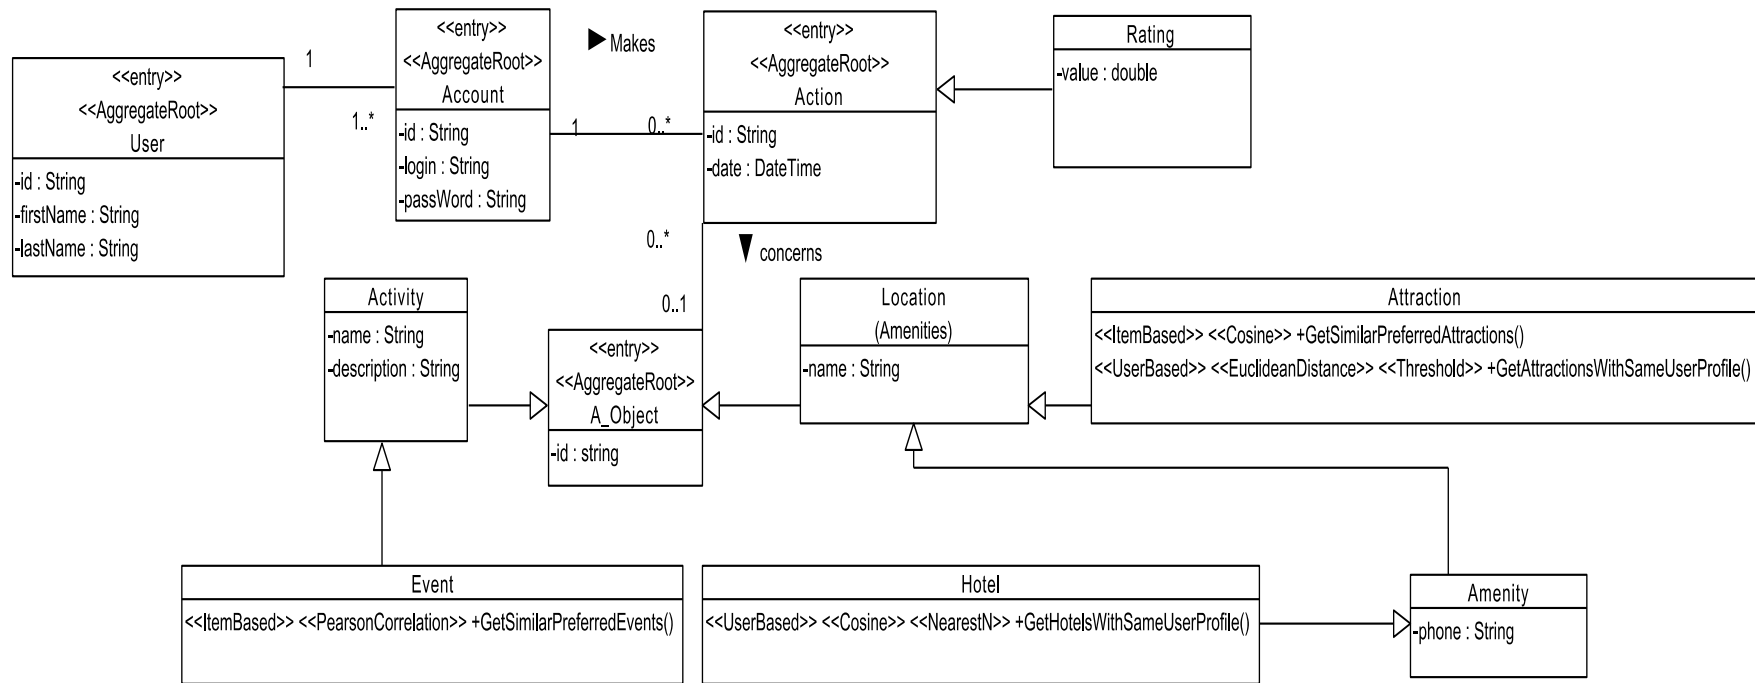 <<entry>>
<<AggregateRoot>>
User
-id : String
-firstName : String
-lastName : String
1
1..*
<<entry>>
<<AggregateRoot>>
Account
-id : String
-login : String
-passWord : String
Makes
1
0..*
<<entry>>
<<AggregateRoot>>
Action
-id : String
-date : DateTime
Rating
-value : double
0..*
concerns
0..1
Activity
-name : String
-description : String
<<entry>>
<<AggregateRoot>>
A_Object
-id : string
Location
(Amenities)
-name : String
Attraction
<<ItemBased>> <<Cosine>> +GetSimilarPreferredAttractions()
<<UserBased>> <<EuclideanDistance>> <<Threshold>> +GetAttractionsWithSameUserProfile()
Event
<<ItemBased>> <<PearsonCorrelation>> +GetSimilarPreferredEvents()
Hotel
<<UserBased>> <<Cosine>> <<NearestN>> +GetHotelsWithSameUserProfile()
Amenity
-phone : String